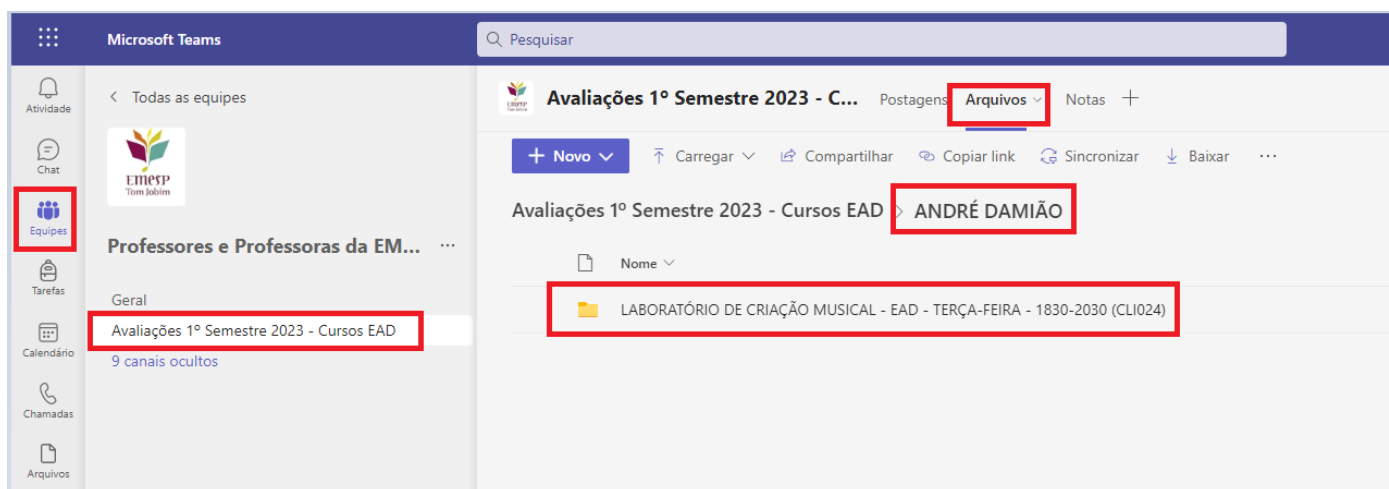 Microsoft Teams
Pesquisar
Atividade
Chat
Equipes
Tarefas
Calendário
Chamadas
Arquivos
Todas as equipes
EMESP
Tom Jobim
Professores e Professoras da EM... ...
Geral
Avaliações 1º Semestre 2023 - Cursos EAD
9 canais ocultos
EMESP
Avaliações 1º Semestre 2023 - C... Postagens Arquivos Notas +
+ Novo Carregar Compartilhar Copiar link Sincronizar Baixar ...
Avaliações 1º Semestre 2023 - Cursos EAD > ANDRÉ DAMIÃO
Nome
LABORATÓRIO DE CRIAÇÃO MUSICAL - EAD - TERÇA-FEIRA - 1830-2030 (CLI024)